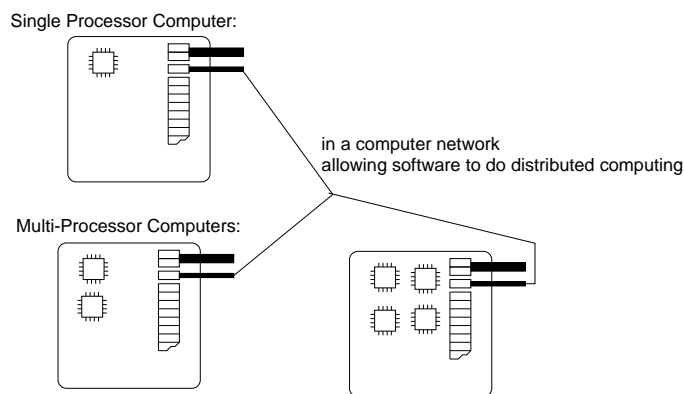 Single Processor Computer:
in a computer network
allowing software to do distributed computing
Multi-Processor Computers: